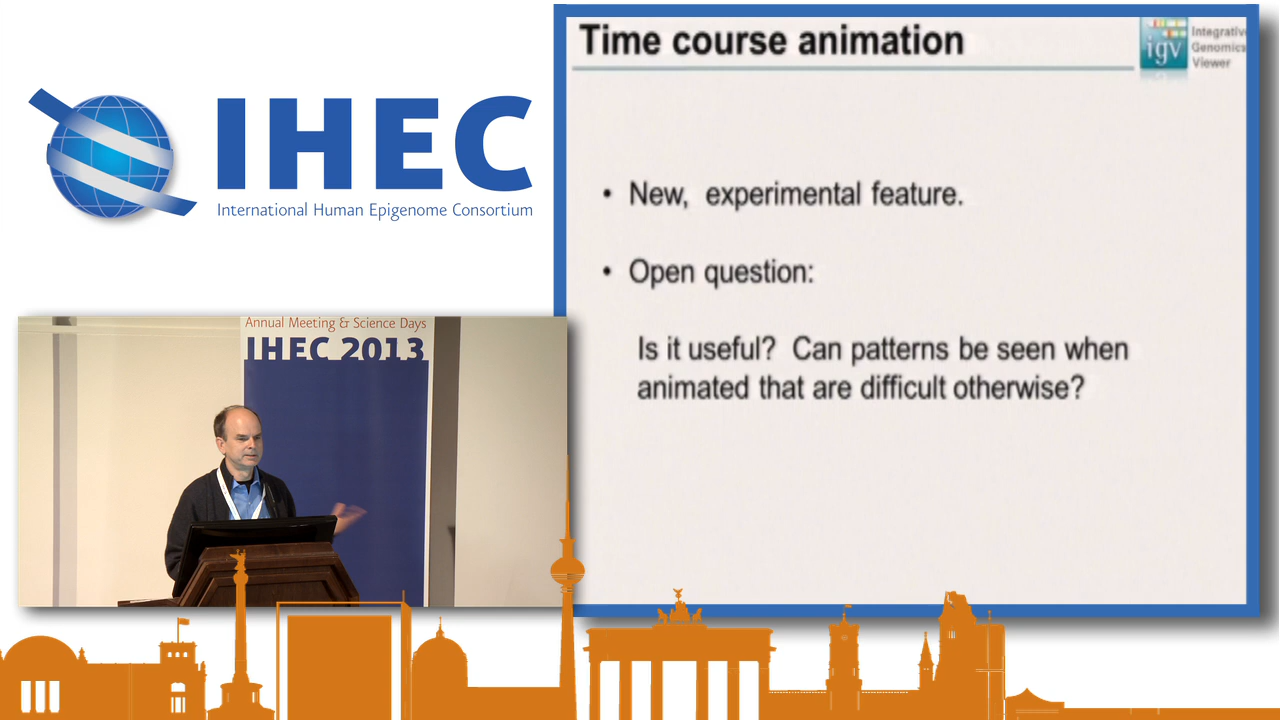 IHEC
International Human Epigenome Consortium
Annual Meeting & Science Days
IHEC 2013
Time course animation
igv
Integrative
Genomics
Viewer
• New, experimental feature.
• Open question:
Is it useful? Can patterns be seen when
animated that are difficult otherwise?